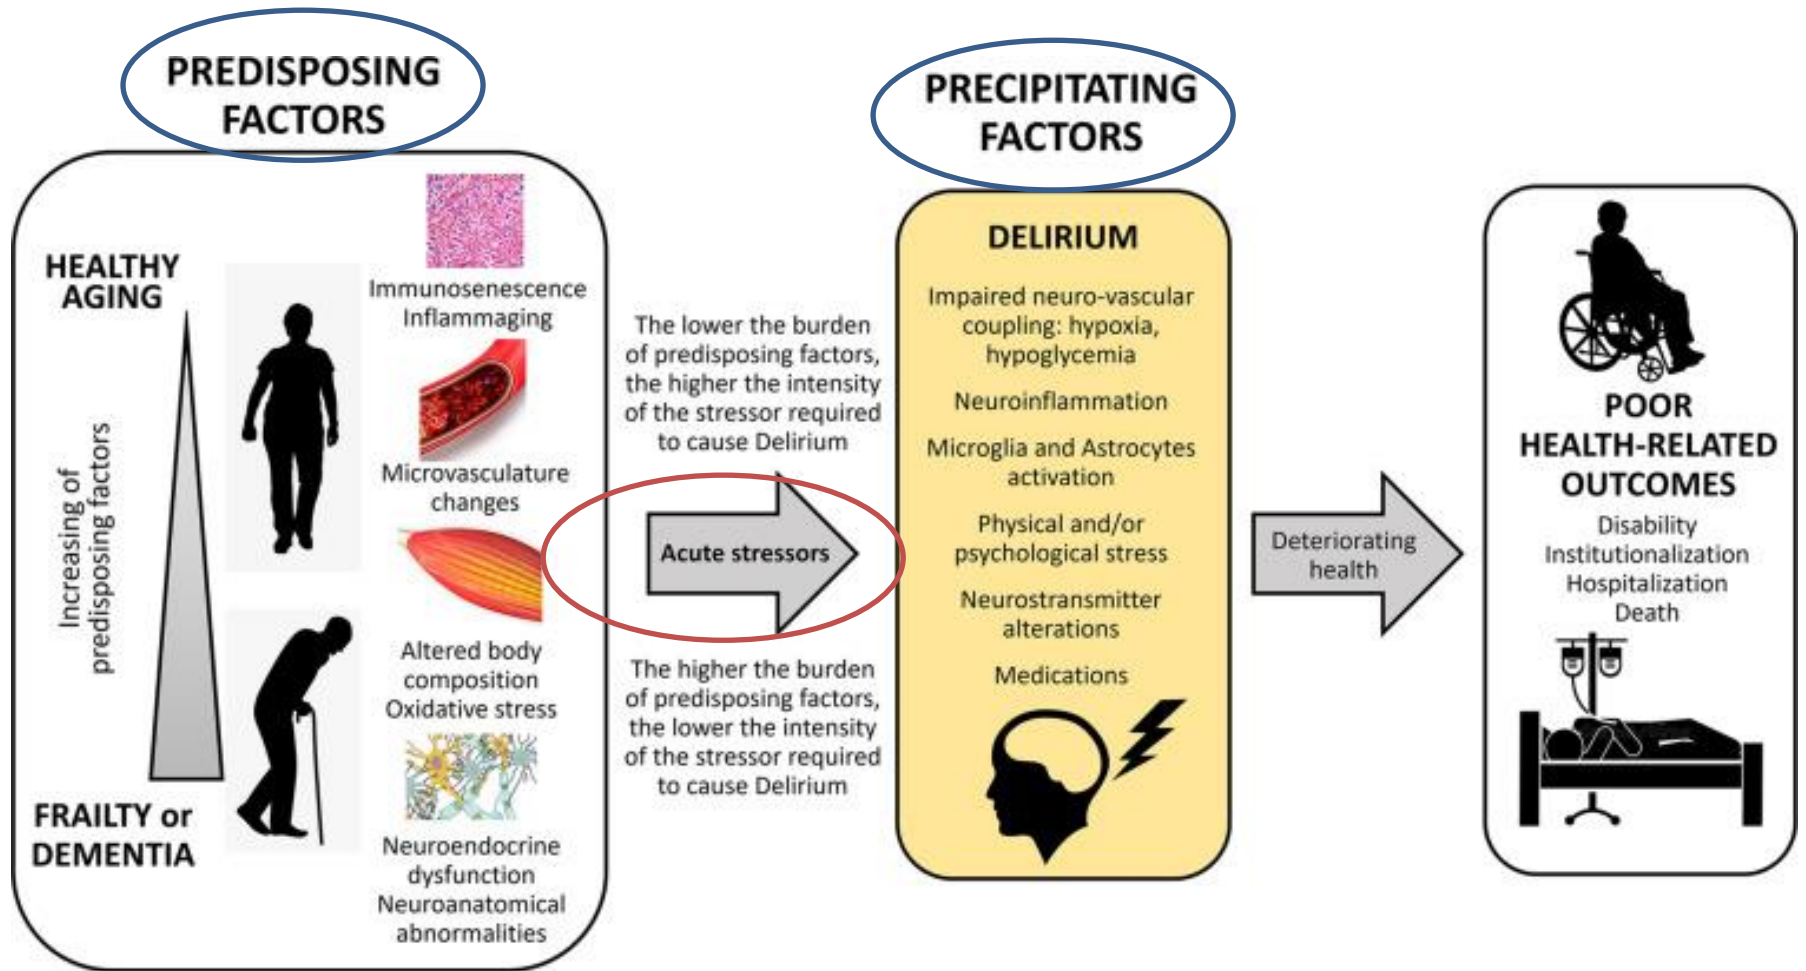 PREDISPOSING
FACTORS
HEALTHY
AGING
Increasing of
predisposing factors
FRAILTY or
DEMENTIA
Immunosenescence
Inflammaging
Microvasculature
changes
Altered body
composition
Oxidative stress
Neuroendocrine
dysfunction
Neuroanatomical
abnormalities
The lower the burden
of predisposing factors,
the higher the intensity
of the stressor required
to cause Delirium
Acute stressors
The higher the burden
of predisposing factors,
the lower the intensity
of the stressor required
to cause Delirium
PRECIPITATING
FACTORS
DELIRIUM
Impaired neuro-vascular
coupling: hypoxia,
hypoglycemia
Neuroinflammation
Microglia and Astrocytes
activation
Physical and/or
psychological stress
Neurostransmitter
alterations
Medications
Deteriorating
health
POOR
HEALTH-RELATED
OUTCOMES
Disability
Institutionalization
Hospitalization
Death